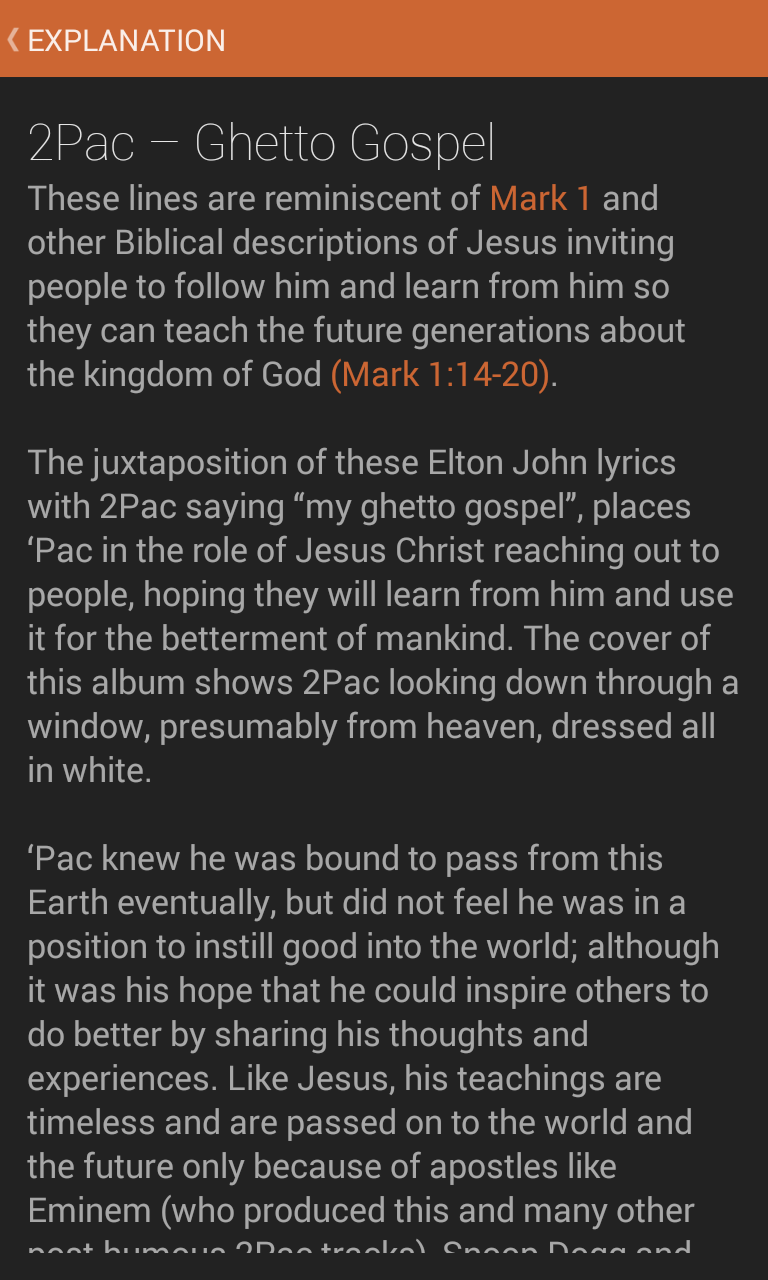 EXPLANATION
2Pac – Ghetto Gospel
These lines are reminiscent of Mark 1 and
other Biblical descriptions of Jesus inviting
people to follow him and learn from him so
they can teach the future generations about
the kingdom of God (Mark 1:14-20).
The juxtaposition of these Elton John lyrics
with 2Pac saying “my ghetto gospel”, places
‘Pac in the role of Jesus Christ reaching out to
people, hoping they will learn from him and use
it for the betterment of mankind. The cover of
this album shows 2Pac looking down through a
window, presumably from heaven, dressed all
in white.
‘Pac knew he was bound to pass from this
Earth eventually, but did not feel he was in a
position to instill good into the world; although
it was his hope that he could inspire others to
do better by sharing his thoughts and
experiences. Like Jesus, his teachings are
timeless and are passed on to the world and
the future only because of apostles like
Eminem (who produced this and many other
post humous 2Pac tracks), Snoop Dogg and